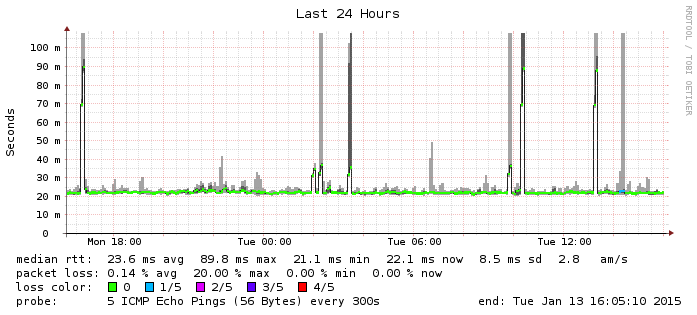 Last 24 Hours
RRDTOOL / TOBI OETIKER
Seconds
100 m
90 m
80 m
70 m
60 m
50 m
40 m
30 m
20 m
10 m
0
Mon 18:00 Tue 00:00 Tue 06:00 Tue 12:00
median rtt: 23.6 ms avg 89.8 ms max 21.1 ms min 22.1 ms now 8.5 ms sd 2.8 am/s
packet loss: 0.14 % avg 20.00 % max 0.00 % min 0.00 % now
loss color: 0 1/5 2/5 3/5 4/5
probe: 5 ICMP Echo Pings (56 Bytes) every 300s end: Tue Jan 13 16:05:10 2015